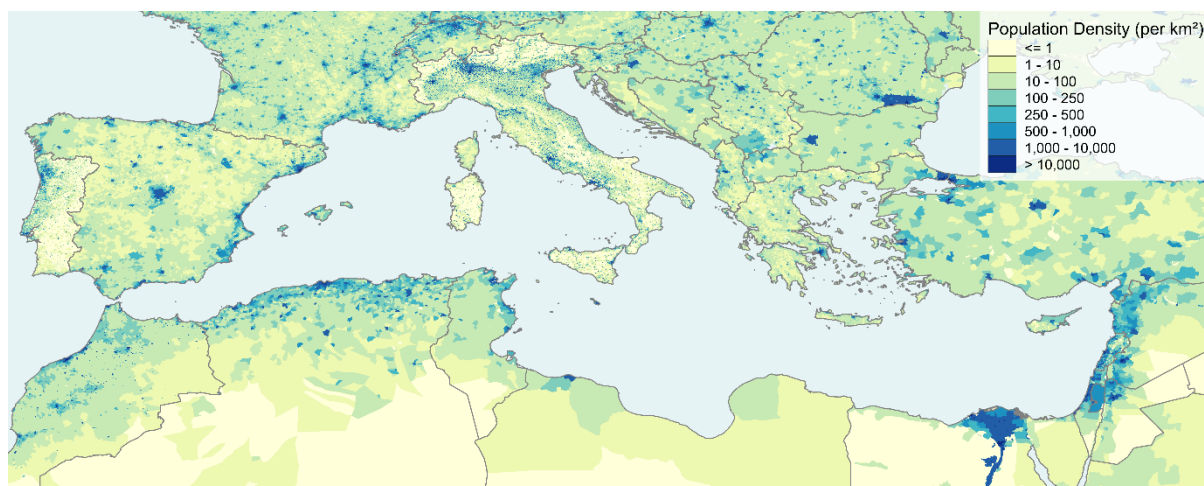 Population Density (per km²)
<= 1
1 - 10
10 - 100
100 - 250
250 - 500
500 - 1,000
1,000 - 10,000
> 10,000